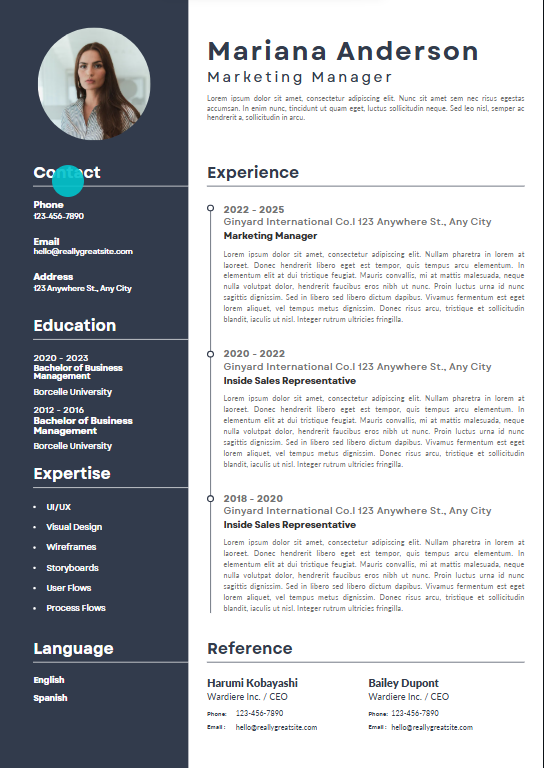 Mariana Anderson
Marketing Manager
Lorem ipsum dolor sit amet, consectetur adipiscing elit. Nunc sit amet sem nec risus egestas
accumsan. In enim nunc, tincidunt ut quam eget, luctus sollicitudin neque. Sed leo nisl, semper ac
hendrerit a, sollicitudin in arcu.
Contact
Phone
123-456-7890
Email
hello@reallygreatsite.com
Address
123 Anywhere St., Any City
Education
2020 - 2023
Bachelor of Business
Management
Borcelle University
2012 - 2016
Bachelor of Business
Management
Borcelle University
Expertise
• UI/UX
• Visual Design
• Wireframes
• Storyboards
• User Flows
• Process Flows
Language
English
Spanish
Experience
2022 - 2025
Ginyard International Co.I 123 Anywhere St., Any City
Marketing Manager
Lorem ipsum dolor sit amet, consectetur adipiscing elit. Nullam pharetra in lorem at
laoreet. Donec hendrerit libero eget est tempor, quis tempus arcu elementum. In
elementum elit at dui tristique feugiat. Mauris convallis, mi at mattis malesuada, neque
nulla volutpat dolor, hendrerit faucibus eros nibh ut nunc. Proin luctus urna id nunc
sagittis dignissim. Sed in libero sed libero dictum dapibus. Vivamus fermentum est eget
lorem aliquet, vel tempus metus dignissim. Donec risus arcu, tristique et sollicitudin
blandit, iaculis ut nisl. Integer rutrum ultricies fringilla.
2020 - 2022
Ginyard International Co.I 123 Anywhere St., Any City
Inside Sales Representative
Lorem ipsum dolor sit amet, consectetur adipiscing elit. Nullam pharetra in lorem at
laoreet. Donec hendrerit libero eget est tempor, quis tempus arcu elementum. In
elementum elit at dui tristique feugiat. Mauris convallis, mi at mattis malesuada, neque
nulla volutpat dolor, hendrerit faucibus eros nibh ut nunc. Proin luctus urna id nunc
sagittis dignissim. Sed in libero sed libero dictum dapibus. Vivamus fermentum est eget
lorem aliquet, vel tempus metus dignissim. Donec risus arcu, tristique et sollicitudin
blandit, iaculis ut nisl. Integer rutrum ultricies fringilla.
2018 - 2020
Ginyard International Co.I 123 Anywhere St., Any City
Inside Sales Representative
Lorem ipsum dolor sit amet, consectetur adipiscing elit. Nullam pharetra in lorem at
laoreet. Donec hendrerit libero eget est tempor, quis tempus arcu elementum. In
elementum elit at dui tristique feugiat. Mauris convallis, mi at mattis malesuada, neque
nulla volutpat dolor, hendrerit faucibus eros nibh ut nunc. Proin luctus urna id nunc
sagittis dignissim. Sed in libero sed libero dictum dapibus. Vivamus fermentum est eget
lorem aliquet, vel tempus metus dignissim. Donec risus arcu, tristique et sollicitudin
blandit, iaculis ut nisl. Integer rutrum ultricies fringilla.
Reference
Harumi Kobayashi
Wardiere Inc. / CEO
Phone: 123-456-7890
Email : hello@reallygreatsite.com
Bailey Dupont
Wardiere Inc. / CEO
Phone: 123-456-7890
Email : hello@reallygreatsite.com